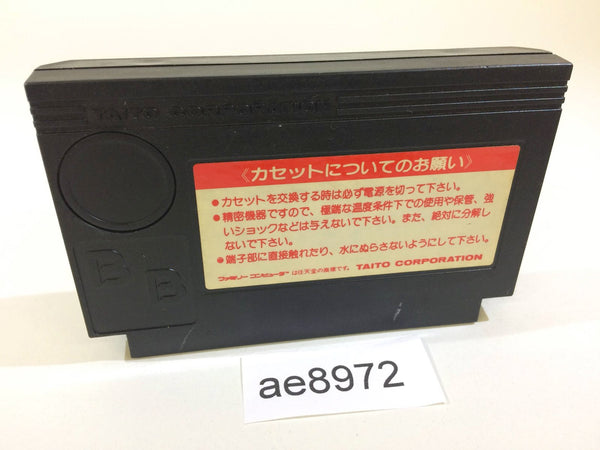 TAITO CORPORATION
《カセットについてのお願い》
●カセットを交換する時は必ず電源を切って下さい。
●精密機器ですので、極端な温度条件下での使用や保管、強
いショックなどは与えないで下さい。また、絶対に分解し
ないで下さい。
●端子部に直接触れたり、水にぬらさないようにして下さい。
ファミリーコンピュータ は任天堂の商標です。 TAITO CORPORATION
B
B
ae8972